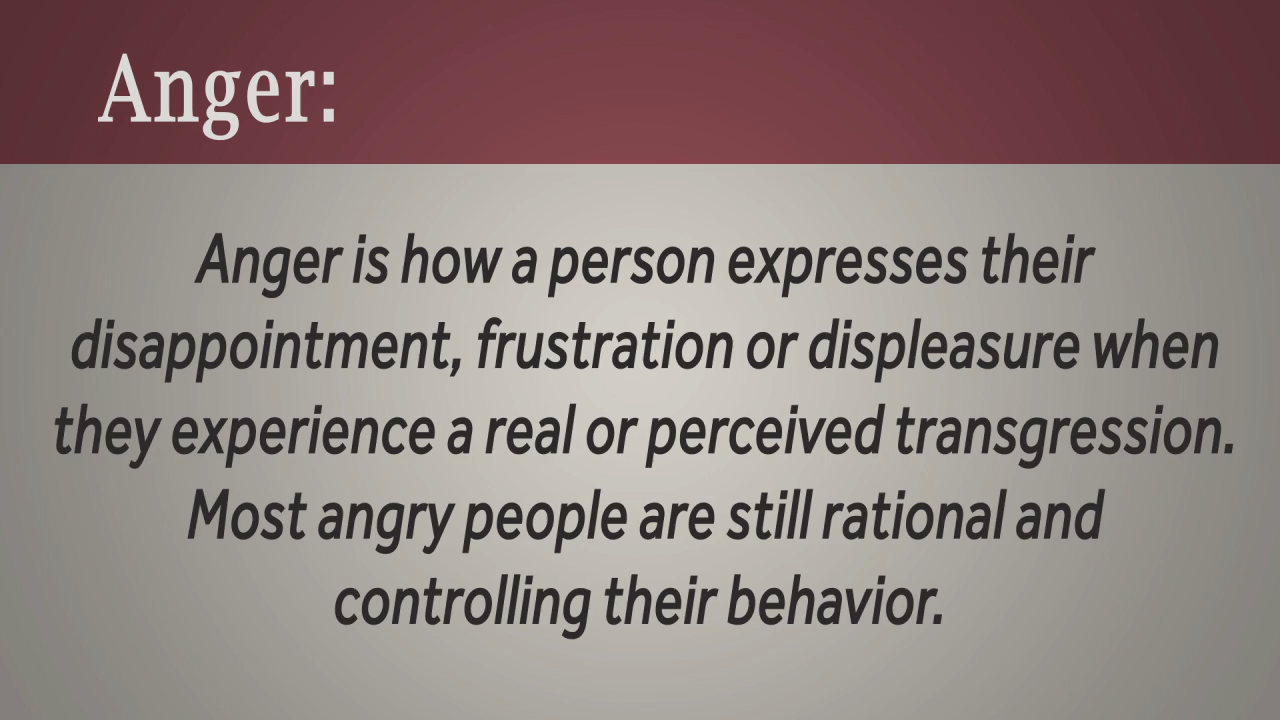 Anger:
Anger is how a person expresses their
disappointment, frustration or displeasure when
they experience a real or perceived transgression.
Most angry people are still rational and
controlling their behavior.